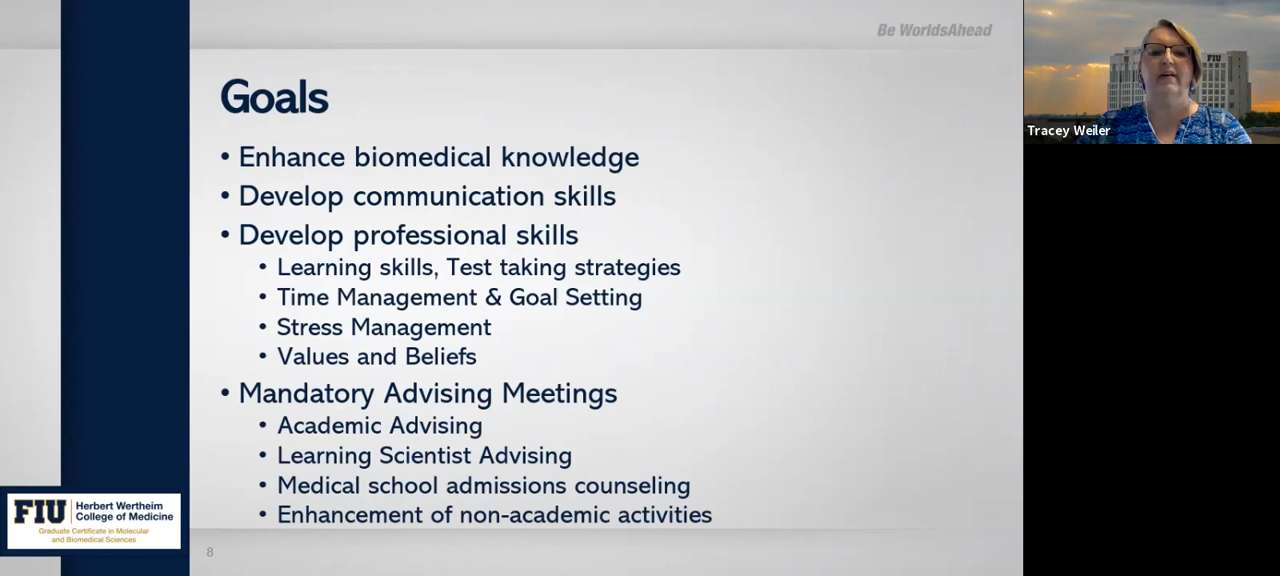 Be WorldsAhead
FIU
Tracey Weiler
Goals
• Enhance biomedical knowledge
• Develop communication skills
• Develop professional skills
• Learning skills, Test taking strategies
• Time Management & Goal Setting
• Stress Management
• Values and Beliefs
• Mandatory Advising Meetings
• Academic Advising
• Learning Scientist Advising
• Medical school admissions counseling
• Enhancement of non-academic activities
FIU
Herbert Wertheim
College of Medicine
Graduate Certificate in Molecular
and Biomedical Sciences
8